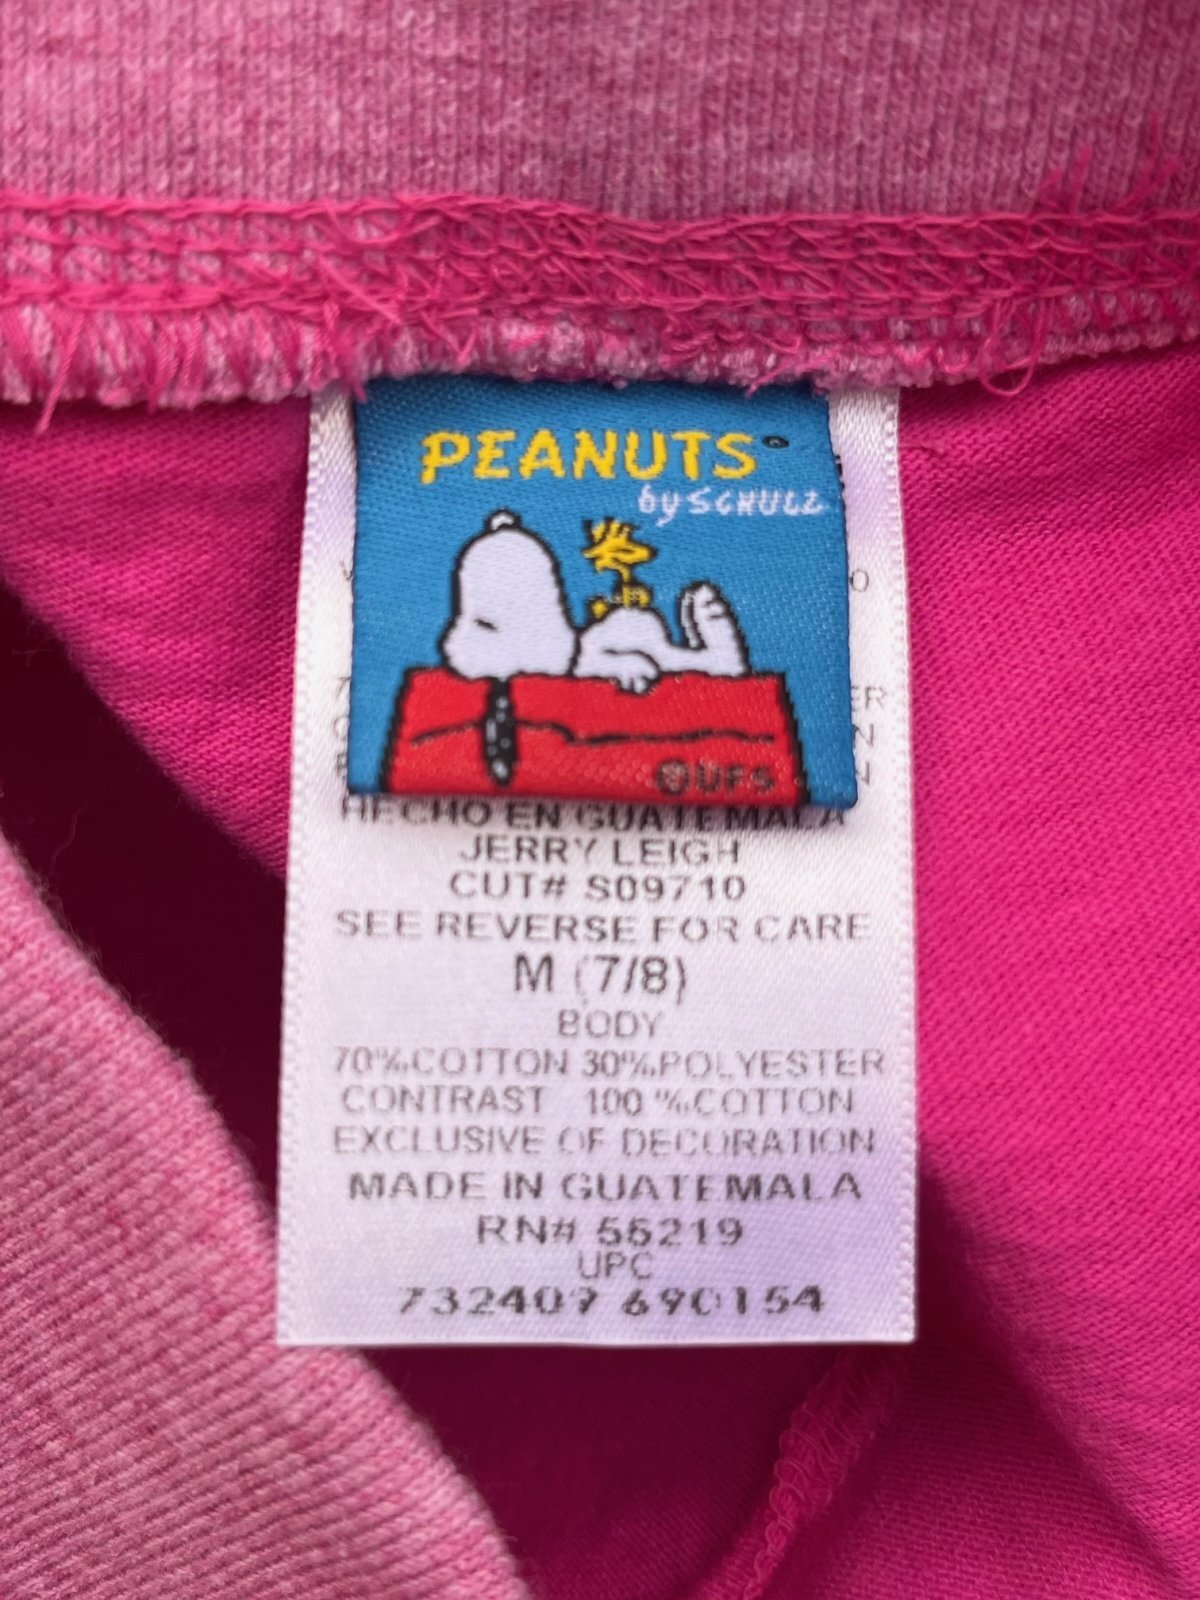 PEANUTS
by SCHULZ
©UFS
HECHO EN GUATEMALA
JERRY LEIGH
CUT# S09710
SEE REVERSE FOR CARE
M (7/8)
BODY
70%COTTON 30%POLYESTER
CONTRAST 100 %COTTON
EXCLUSIVE OF DECORATION
MADE IN GUATEMALA
RN# 55219
UPC
732407 690154